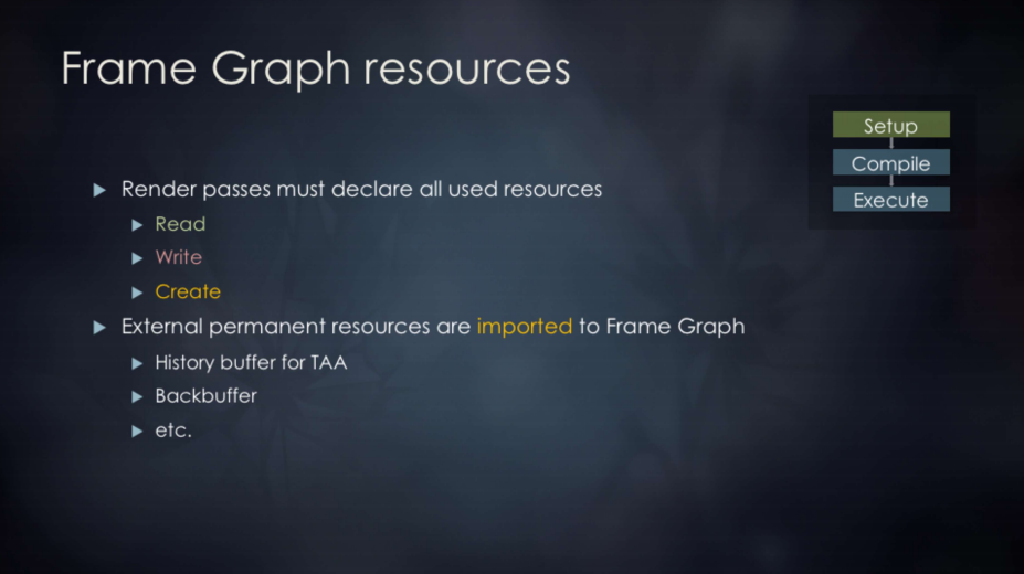 Frame Graph resources
Setup
Compile
Execute
Render passes must declare all used resources
Read
Write
Create
External permanent resources are imported to Frame Graph
History buffer for TAA
Backbuffer
etc.